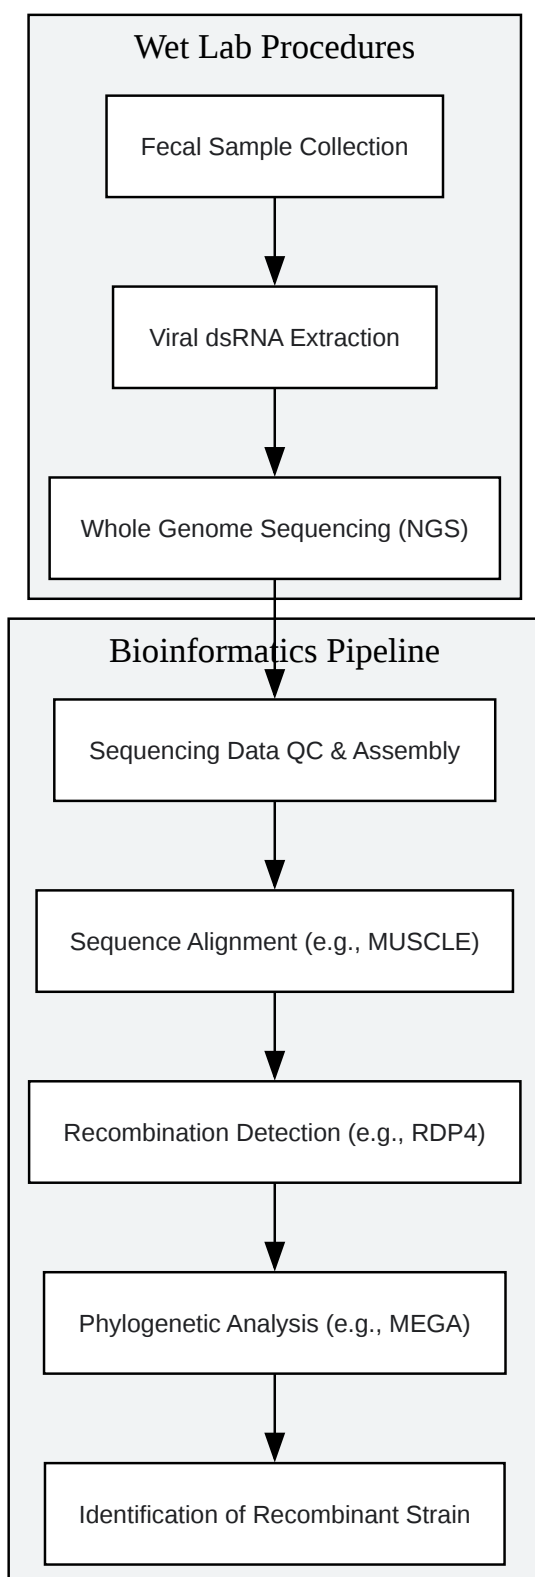 Wet Lab Procedures
Fecal Sample Collection
Viral dsRNA Extraction
Whole Genome Sequencing (NGS)
Bioinformatics Pipeline
Sequencing Data QC & Assembly
Sequence Alignment (e.g., MUSCLE)
Recombination Detection (e.g., RDP4)
Phylogenetic Analysis (e.g., MEGA)
Identification of Recombinant Strain